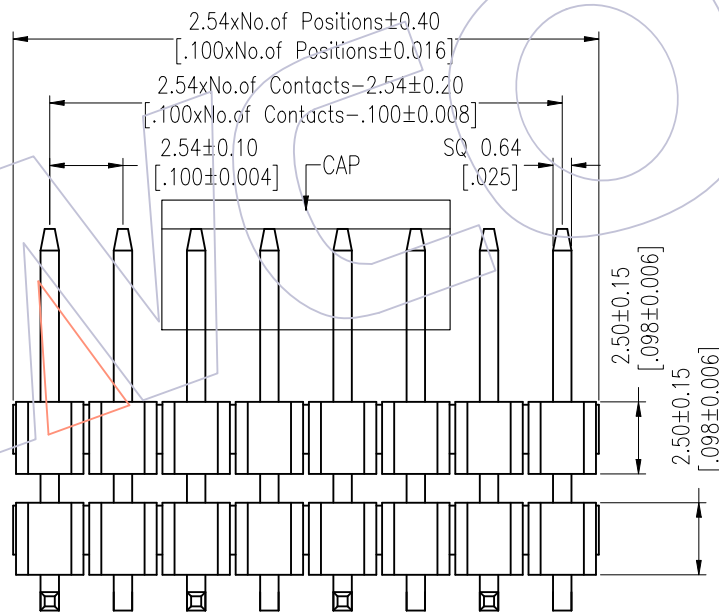 2.54xNo.of Positions±0.40
[.100xNo.of Positions±0.016]
2.54xNo.of Contacts-2.54±0.20
[.100xNo.of Contacts-.100±0.008]
2.54±0.10
[.100±0.004]
CAP
SQ 0.64
[.025]
2.50±0.15
[.098±0.006]
2.50±0.15
[.098±0.006]